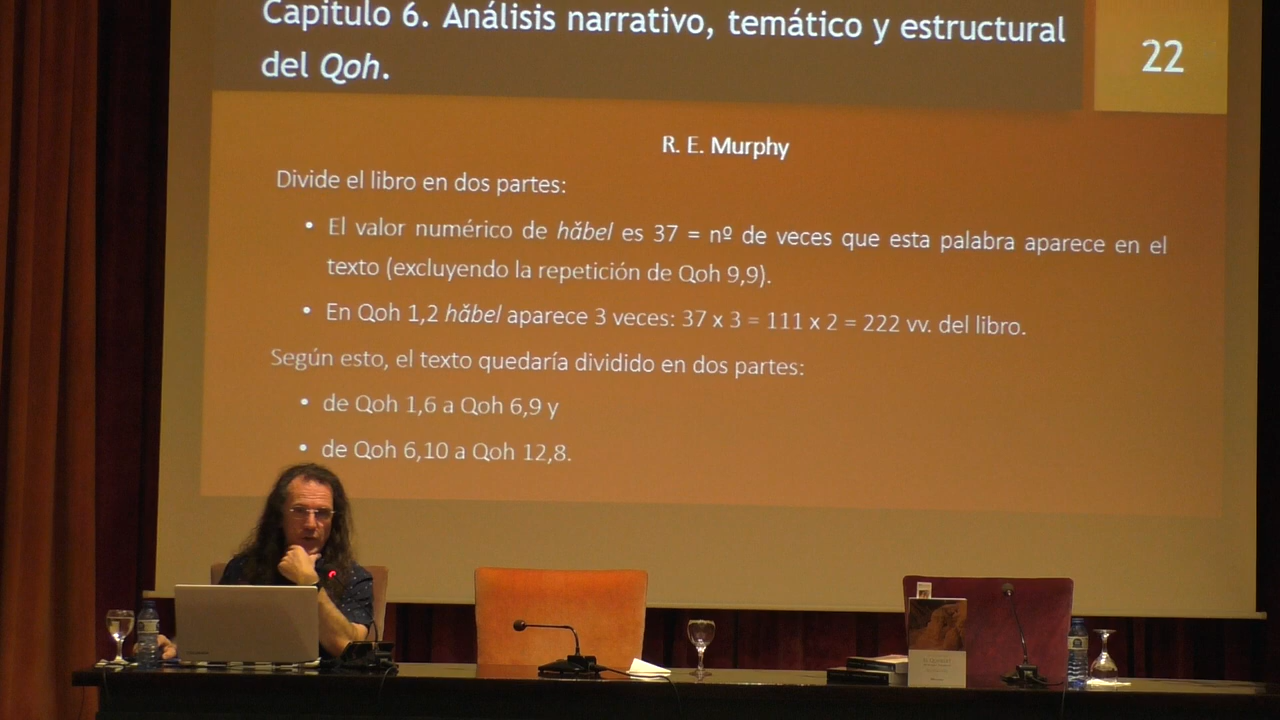 Capítulo 6. Análisis narrativo, temático y estructural
del Qoh.
22
R. E. Murphy
Divide el libro en dos partes:
• El valor numérico de hăbel es 37 = nº de veces que esta palabra aparece en el
texto (excluyendo la repetición de Qoh 9,9).
• En Qoh 1,2 hăbel aparece 3 veces: 37 x 3 = 111 x 2 = 222 vv. del libro.
Según esto, el texto quedaría dividido en dos partes:
• de Qoh 1,6 a Qoh 6,9 y
• de Qoh 6,10 a Qoh 12,8.